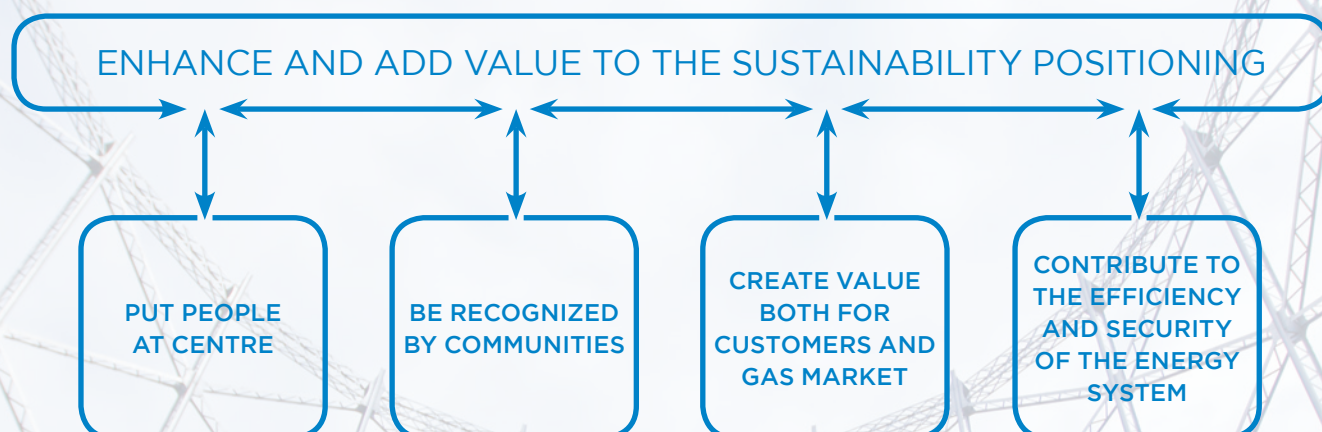 ENHANCE AND ADD VALUE TO THE SUSTAINABILITY POSITIONING
PUT PEOPLE
AT CENTRE
BE RECOGNIZED
BY COMMUNITIES
CREATE VALUE
BOTH FOR
CUSTOMERS AND
GAS MARKET
CONTRIBUTE TO
THE EFFICIENCY
AND SECURITY
OF THE ENERGY
SYSTEM